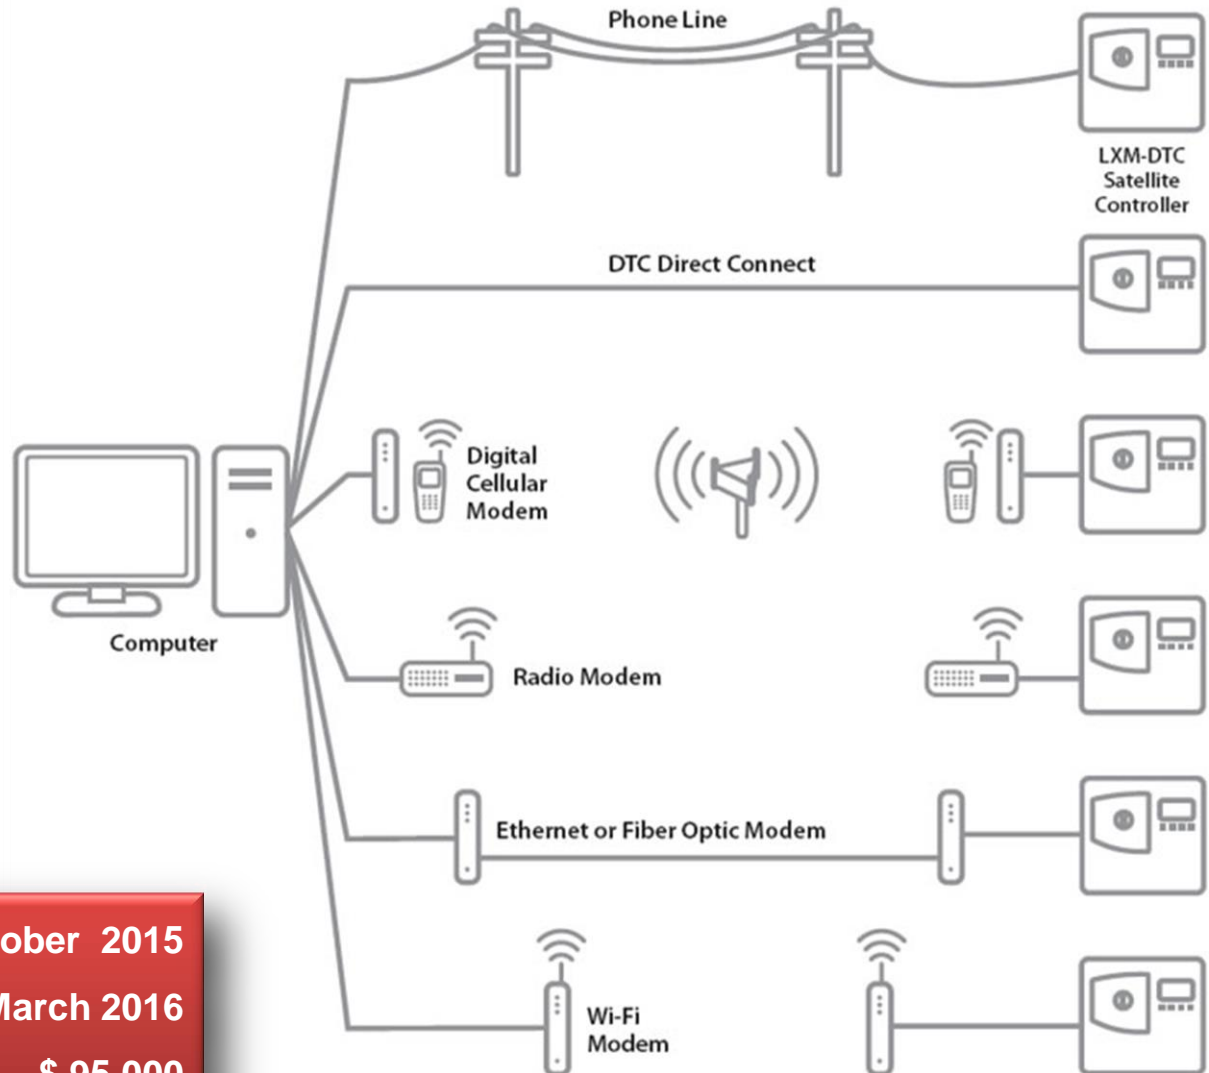 Phone Line
LXM-DTC
Satellite
Controller
DTC Direct Connect
Digital
Cellular
Modem
Computer
Radio Modem
Ethernet or Fiber Optic Modem
2015
March 2016
Wi-Fi
Modem